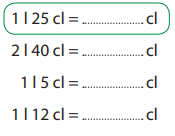 1 l 25 cl = .................... cl
2 l 40 cl = .................... cl
1 l 5 cl = .................... cl
1 l 12 cl = .................... cl